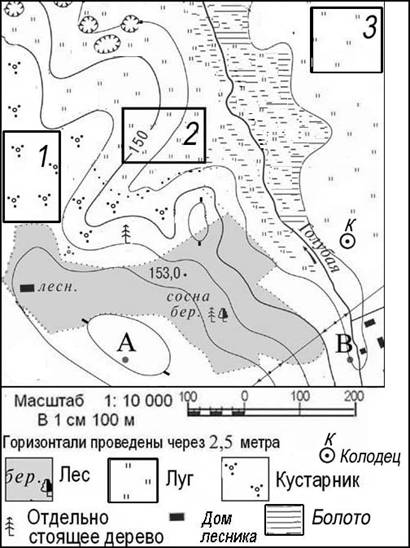 3
1
2
150
К
Голубая
лесн.
153,0
сосна
бер.
А
В
Масштаб 1: 10 000 100 0 100 200
В 1 см 100 м
Горизонтали проведены через 2,5 метра
К
Колодец
бер. Лес Луг Кустарник
Отдельно стоящее дерево
Дом лесника
Болото